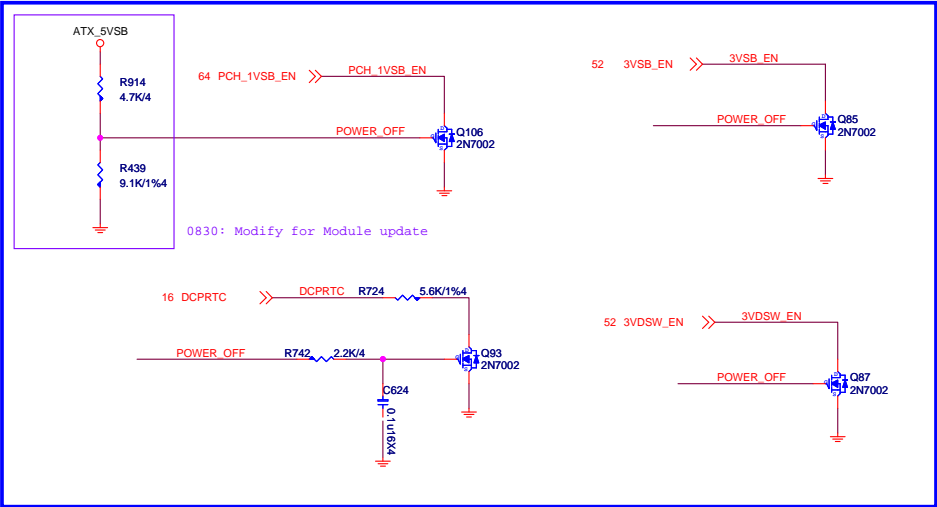 ATX_5VSB
R914
4.7K/4
R439
9.1K/1%4
64 PCH_1VSB_EN
PCH_1VSB_EN
POWER_OFF
Q106
2N7002
52 3VSB_EN
3VSB_EN
POWER_OFF
Q85
2N7002
0830: Modify for Module update
16 DCPRTC
DCPRTC
R724
5.6K/1%4
POWER_OFF
R742
2.2K/4
Q93
2N7002
C624
0.1u16X4
52 3VDSW_EN
3VDSW_EN
POWER_OFF
Q87
2N7002